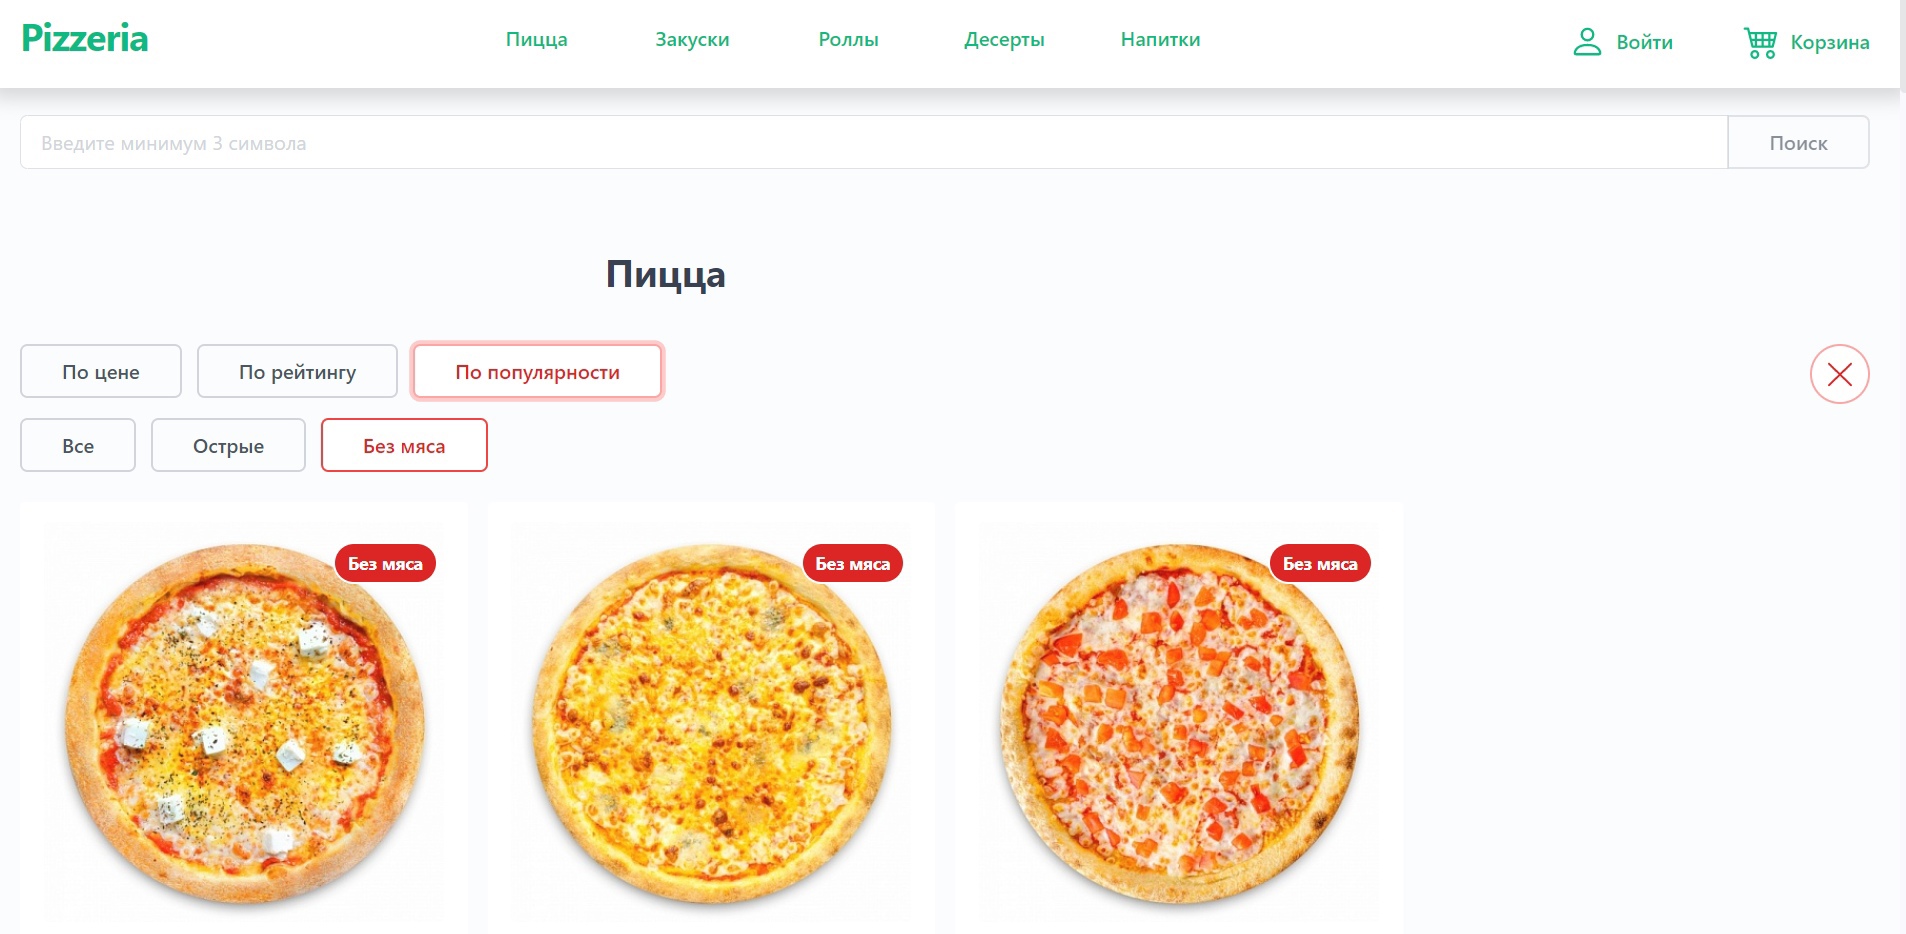 Pizzeria Пицца Закуски Роллы Десерты Напитки Войти Корзина
Введите минимум 3 символа Поиск
Пицца
По цене По рейтингу По популярности
Все Острые Без мяса
Без мяса Без мяса Без мяса